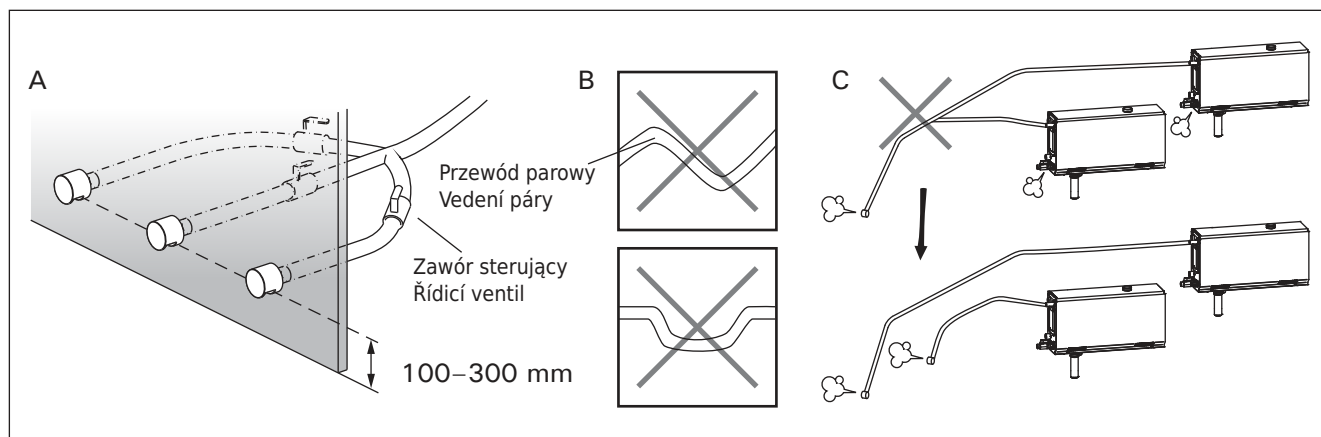 A
B
C
Przewód parowy
Vedení páry
Zawór sterujący
Řídicí ventil
100–300 mm